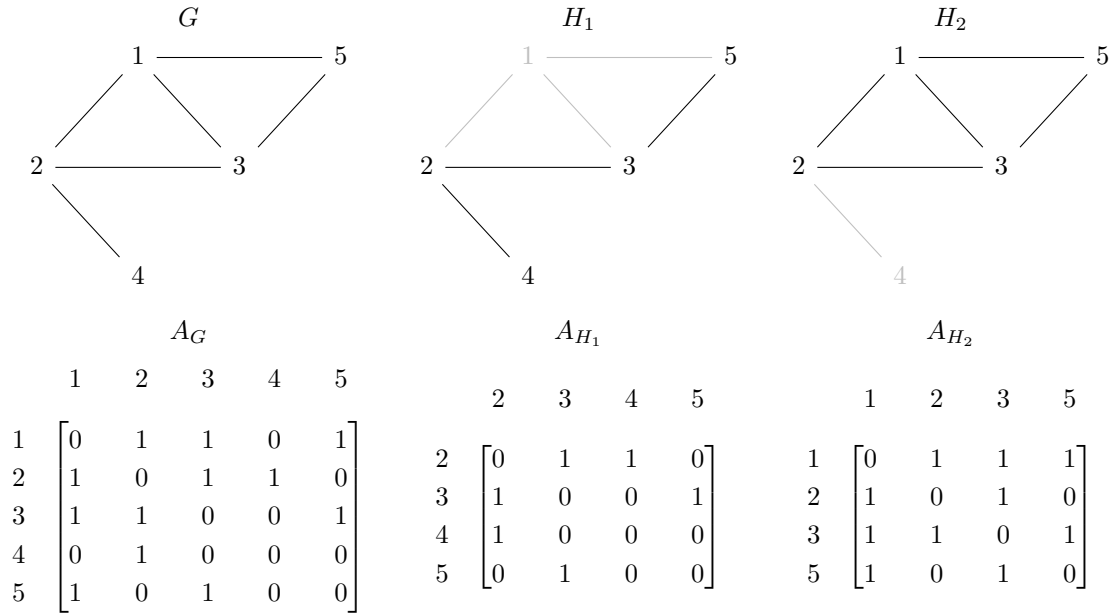 G H₁ H₂
1 5 1 5 1 5
2 3 2 3 2 3
4 4 4
A_G A_{H₁} A_{H₂}
1 2 3 4 5
2 3 4 5 1 2 3 5
1 [0 1 1 0 1]
2 [1 0 1 1 0]
3 [1 1 0 0 1]
4 [0 1 0 0 0]
5 [1 0 1 0 0]
2 [0 1 1 0]
3 [1 0 0 1]
4 [1 0 0 0]
5 [0 1 0 0]
1 [0 1 1 1]
2 [1 0 1 0]
3 [1 1 0 1]
5 [1 0 1 0]